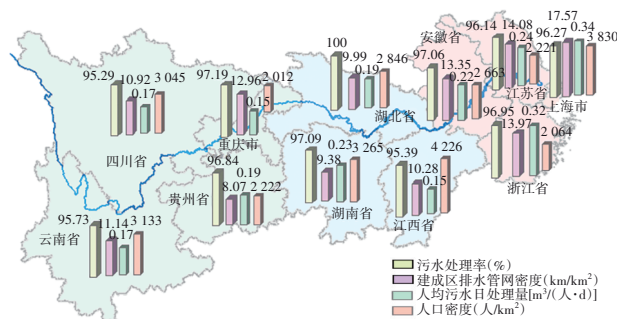 96.14 14.08 0.24 2 221
安徽省
江苏省
17.57
96.27 0.34 3 830
上海市
100 9.99 0.19 2 846
湖北省
97.06 13.35 0.22 2 663
95.29 10.92 0.17 3 045
四川省
97.19 12.96 0.15 2 012
重庆市
96.95 13.97 0.32 2 064
浙江省
97.09 9.38 0.23 3 265
湖南省
95.39 10.28 0.15 4 226
江西省
96.84 8.07 0.19 2 222
贵州省
95.73 11.14 0.17 3 133
云南省
污水处理率(%)
建成区排水管网密度(km/km²)
人均污水日处理量[m³/(人·d)]
人口密度(人/km²)